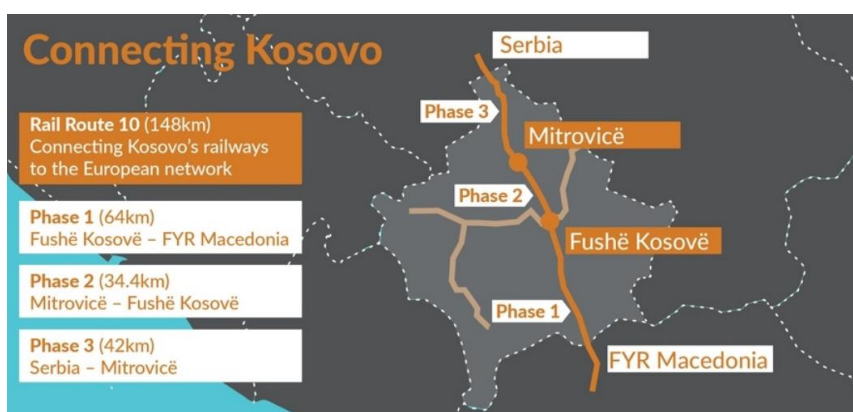 Connecting Kosovo
Rail Route 10 (148km)
Connecting Kosovo's railways
to the European network
Phase 1 (64km)
Fushë Kosovë – FYR Macedonia
Phase 2 (34.4km)
Mitrovicë – Fushë Kosovë
Phase 3 (42km)
Serbia – Mitrovicë
Serbia
Phase 3
Mitrovicë
Phase 2
Fushë Kosovë
Phase 1
FYR Macedonia